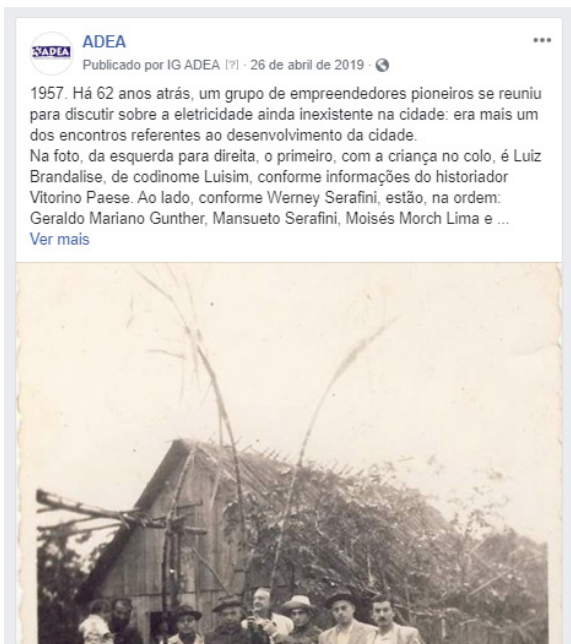 ADEA
ADEA
Publicado por IG ADEA [?] · 26 de abril de 2019 ·
1957. Há 62 anos atrás, um grupo de empreendedores pioneiros se reuniu
para discutir sobre a eletricidade ainda inexistente na cidade: era mais um
dos encontros referentes ao desenvolvimento da cidade.
Na foto, da esquerda para direita, o primeiro, com a criança no colo, é Luiz
Brandalise, de codinome Luisim, conforme informações do historiador
Vitorino Paese. Ao lado, conforme Werney Serafini, estão, na ordem:
Geraldo Mariano Gunther, Mansueto Serafini, Moisés Morch Lima e ...
Ver mais